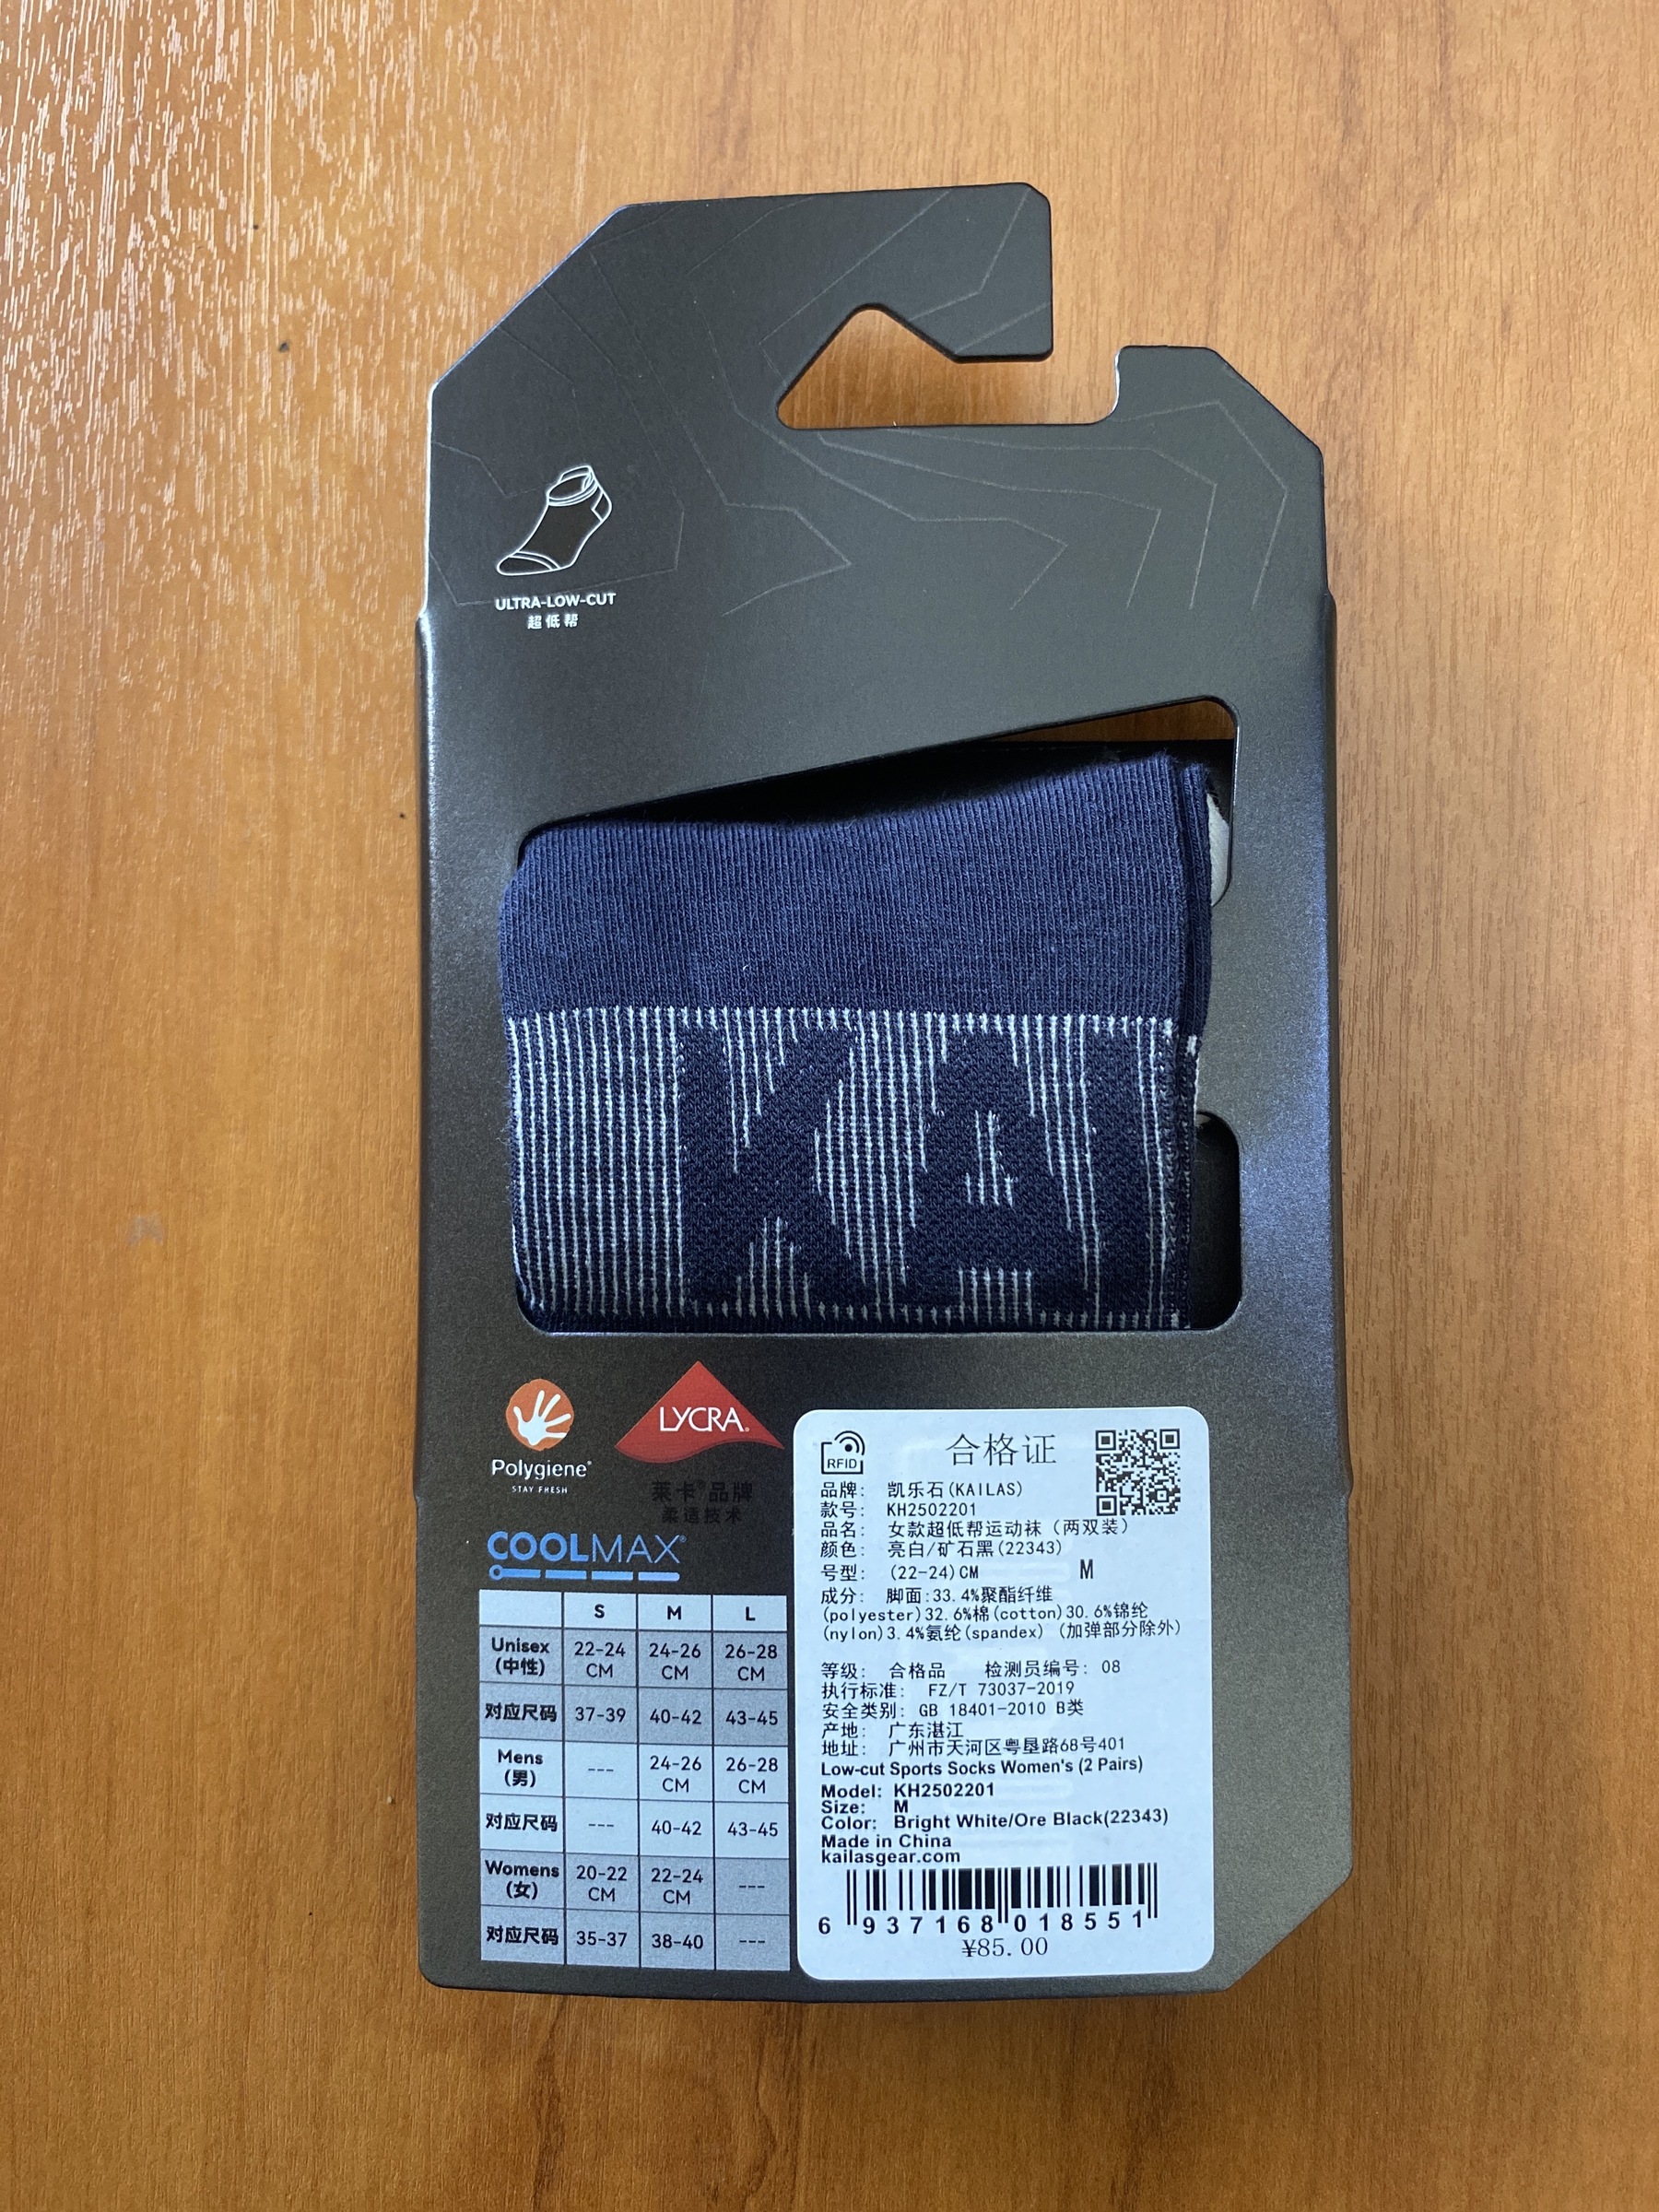 ULTRA-LOW-CUT
超低帮
KAI
Polygiene®
STAY FRESH
LYCRA®
莱卡®品牌
柔适技术
COOLMAX®
S M L
Unisex (中性) 22-24 CM 24-26 CM 26-28 CM
对应尺码 37-39 40-42 43-45
Mens (男) --- 24-26 CM 26-28 CM
对应尺码 --- 40-42 43-45
Womens (女) 20-22 CM 22-24 CM ---
对应尺码 35-37 38-40 ---
RFID
合格证
品牌: 凯乐石(KAILAS)
款号: KH2502201
品名: 女款超低帮运动袜（两双装）
颜色: 亮白/矿石黑(22343)
号型: (22-24)CM M
成分: 脚面:33.4%聚酯纤维
(polyester)32.6%棉(cotton)30.6%锦纶
(nylon)3.4%氨纶(spandex) (加弹部分除外)
等级: 合格品 检测员编号: 08
执行标准: FZ/T 73037-2019
安全类别: GB 18401-2010 B类
产地: 广东湛江
地址: 广州市天河区粤垦路68号401
Low-cut Sports Socks Women's (2 Pairs)
Model: KH2502201
Size: M
Color: Bright White/Ore Black(22343)
Made in China
kailasgear.com
6 937168 018551
¥85.00